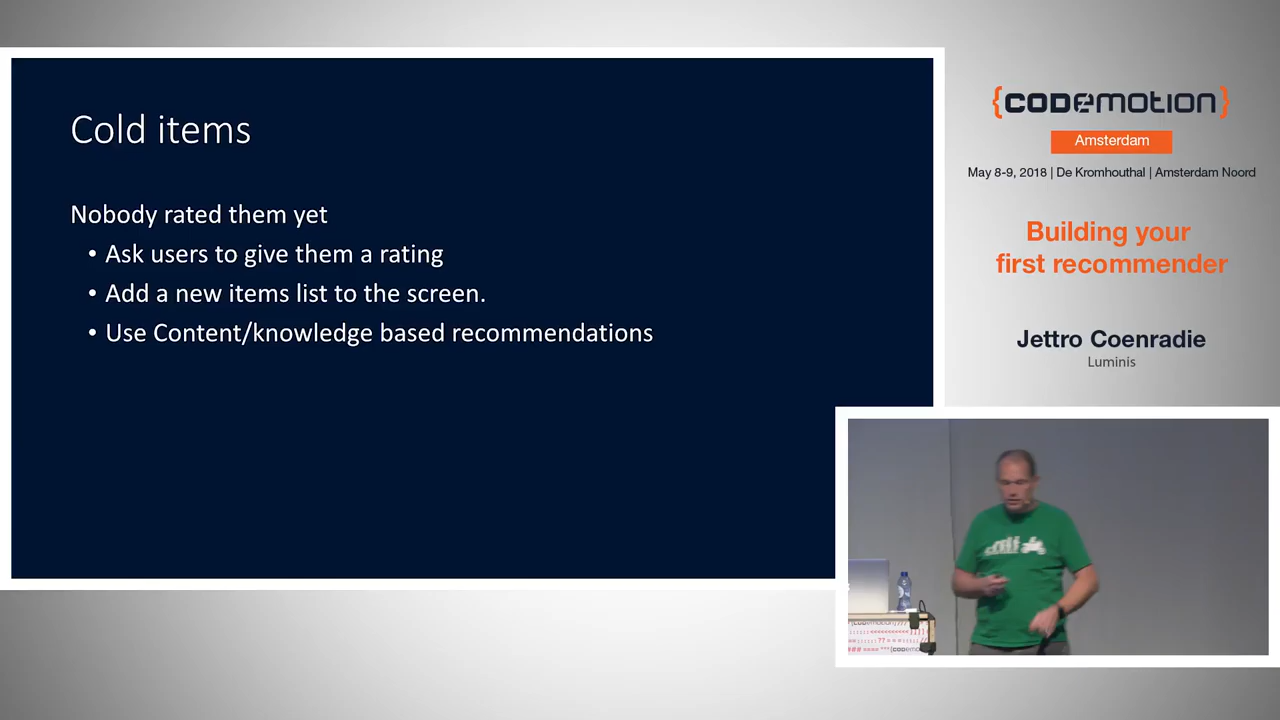 Cold items
Nobody rated them yet
• Ask users to give them a rating
• Add a new items list to the screen.
• Use Content/knowledge based recommendations
{CODEMOTION}
Amsterdam
May 8-9, 2018 | De Kromhouthal | Amsterdam Noord
Building your
first recommender
Jettro Coenradie
Luminis